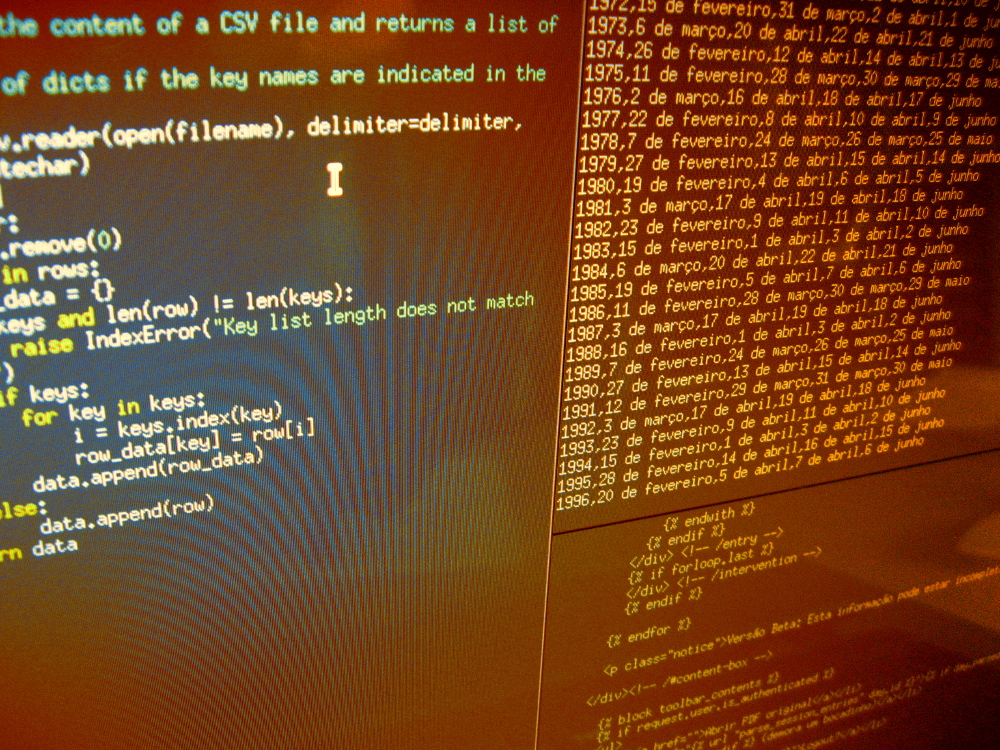 the content of a CSV file and returns a list of
of dicts if the key names are indicated in the
v.reader(open(filename), delimiter=delimiter,
techar)
r:
.remove(0)
in rows:
_data = {}
keys and len(row) != len(keys):
raise IndexError("Key list length does not match
")
if keys:
for key in keys:
i = keys.index(key)
row_data[key] = row[i]
data.append(row_data)
else:
data.append(row)
rn data
1972,15 de fevereiro,31 de março,2 de abril,1 de
1973,6 de março,20 de abril,22 de abril,21 de junho
1974,26 de fevereiro,12 de abril,14 de abril,13 de ju
1975,11 de fevereiro,28 de março,30 de março,29 de ma
1976,2 de março,16 de abril,18 de abril,17 de junho
1977,22 de fevereiro,8 de abril,10 de abril,9 de junho
1978,7 de fevereiro,24 de março,26 de março,25 de maio
1979,27 de fevereiro,13 de abril,15 de abril,14 de junho
1980,19 de fevereiro,4 de abril,6 de abril,5 de junho
1981,3 de março,17 de abril,19 de abril,18 de junho
1982,23 de fevereiro,9 de abril,11 de abril,10 de junho
1983,15 de fevereiro,1 de abril,3 de abril,2 de junho
1984,6 de março,20 de abril,22 de abril,21 de junho
1985,19 de fevereiro,5 de abril,7 de abril,6 de junho
1986,11 de fevereiro,28 de março,30 de março,29 de maio
1987,3 de março,17 de abril,19 de abril,18 de junho
1988,16 de fevereiro,1 de abril,3 de abril,2 de junho
1989,7 de fevereiro,24 de março,26 de março,25 de maio
1990,27 de fevereiro,13 de abril,15 de abril,14 de junho
1991,12 de fevereiro,29 de março,31 de março,30 de maio
1992,3 de março,17 de abril,19 de abril,18 de junho
1993,23 de fevereiro,9 de abril,11 de abril,10 de junho
1994,15 de fevereiro,1 de abril,3 de abril,2 de junho
1995,28 de fevereiro,14 de abril,16 de abril,15 de junho
1996,20 de fevereiro,5 de abril,7 de abril,6 de junho
{% endwith %}
{% endif %}
</div> <!-- /entry -->
{% if forloop.last %}
</div> <!-- /intervention -->
{% endif %}
{% endfor %}
<p class="notice">Versão Beta: Esta informação pode estar incomplet
</div><!-- /#content-box -->
{% block toolbar_contents %}
{% if request.user.is_authenticated %}
href="">Abrir PDF original</a></li>
(demora um bocadinho)</a></li>